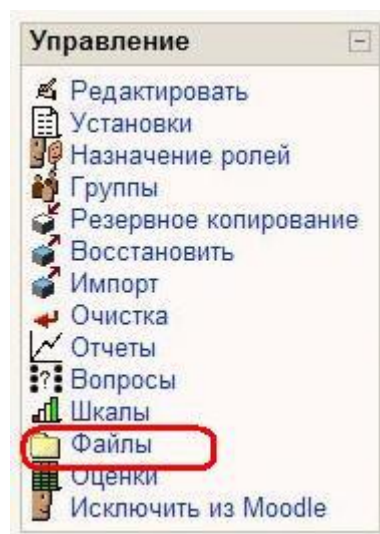 Управление
Редактировать
Установки
Назначение ролей
Группы
Резервное копирование
Восстановить
Импорт
Очистка
Отчеты
Вопросы
Шкалы
Файлы
Оценки
Исключить из Moodle